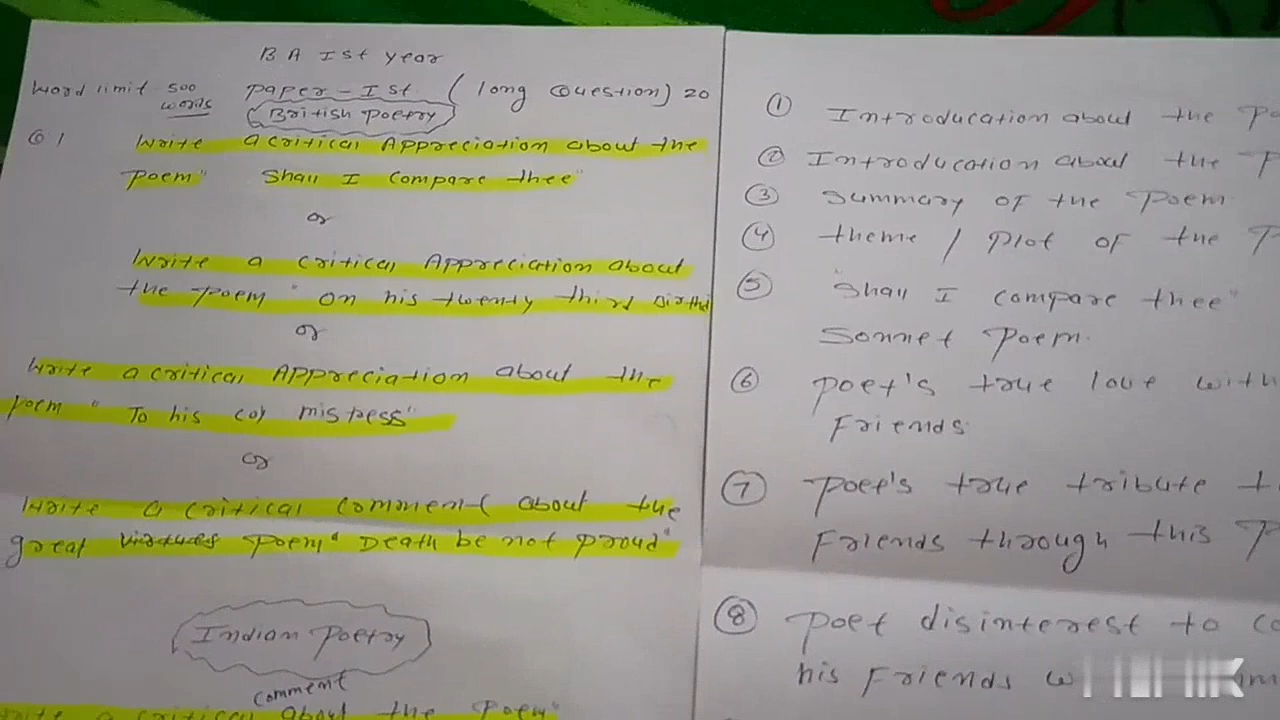 BA Ist year
Word limit 500 words
Paper-Ist (long Question) 20
British Poetry
Q1 Write a critical Appreciation about the
Poem" Shall I compare thee"
or
Write a critical Appreciation about
the poem "on his twenty third Birthd
or
Write a critical Appreciation about the
poem "To his coy mistress"
or
Write a critical comment about the
great virtues poem "Death be not proud"
Indian Poetry
comment
a critical about the Poem"
① Introducation about the Po
② Introducation about the P
③ Summary of the Poem.
④ theme / Plot of the P
⑤ "Shall I compare thee"
Sonnet Poem.
⑥ poet's true love with
Friends.
⑦ poet's true tribute t
Friends through this P
⑧ poet disinterest to co
his Friends w